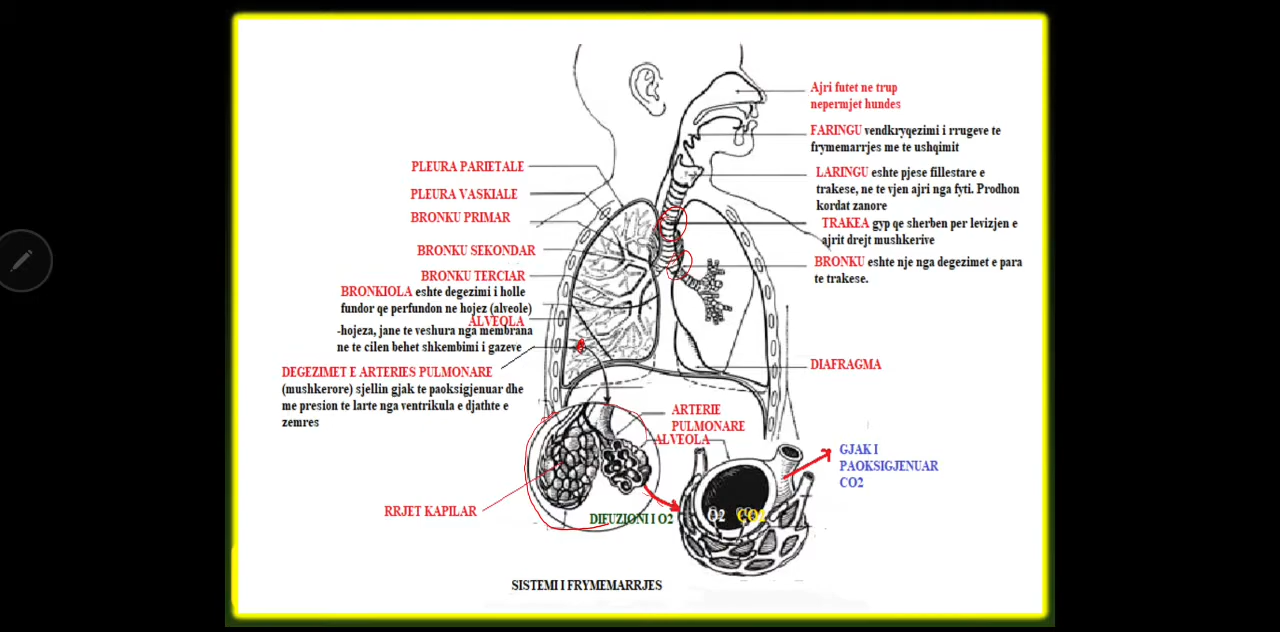 Ajri futet ne trup
nepermjet hundes
FARINGU vendkryqezimi i rrugeve te
frymemarrjes me te ushqimit
LARINGU eshte pjese fillestare e
trakese, ne te vjen ajri nga fyti. Prodhon
kordat zanore
TRAKEA gyp qe sherben per levizjen e
ajrit drejt mushkerive
BRONKU eshte nje nga degezimet e para
te trakese.
DIAFRAGMA
PLEURA PARIETALE
PLEURA VASKIALE
BRONKU PRIMAR
BRONKU SEKONDAR
BRONKU TERCIAR
BRONKIOLA eshte degezimi i holle
fundor qe perfundon ne hojez (alveole)
ALVEOLA
-hojeza, jane te veshura nga membrana
ne te cilen behet shkembimi i gazeve
DEGEZIMET E ARTERIES PULMONARE
(mushkerore) sjellin gjak te paoksigjenuar dhe
me presion te larte nga ventrikula e djathte e
zemres
ARTERIE
PULMONARE
ALVEOLA
GJAK I
PAOKSIGJENUAR
CO2
RRJET KAPILAR
DIFUZIONI I O2
O2 CO2
SISTEMI I FRYMEMARRJES